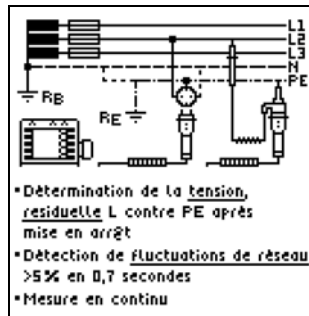 L1
L2
L3
N
PE
RB
RE
•Détermination de la tension,
residuelle L contre PE après
mise en arrêt
•Détection de fluctuations de réseau
>5% en 0,7 secondes
•Mesure en continu